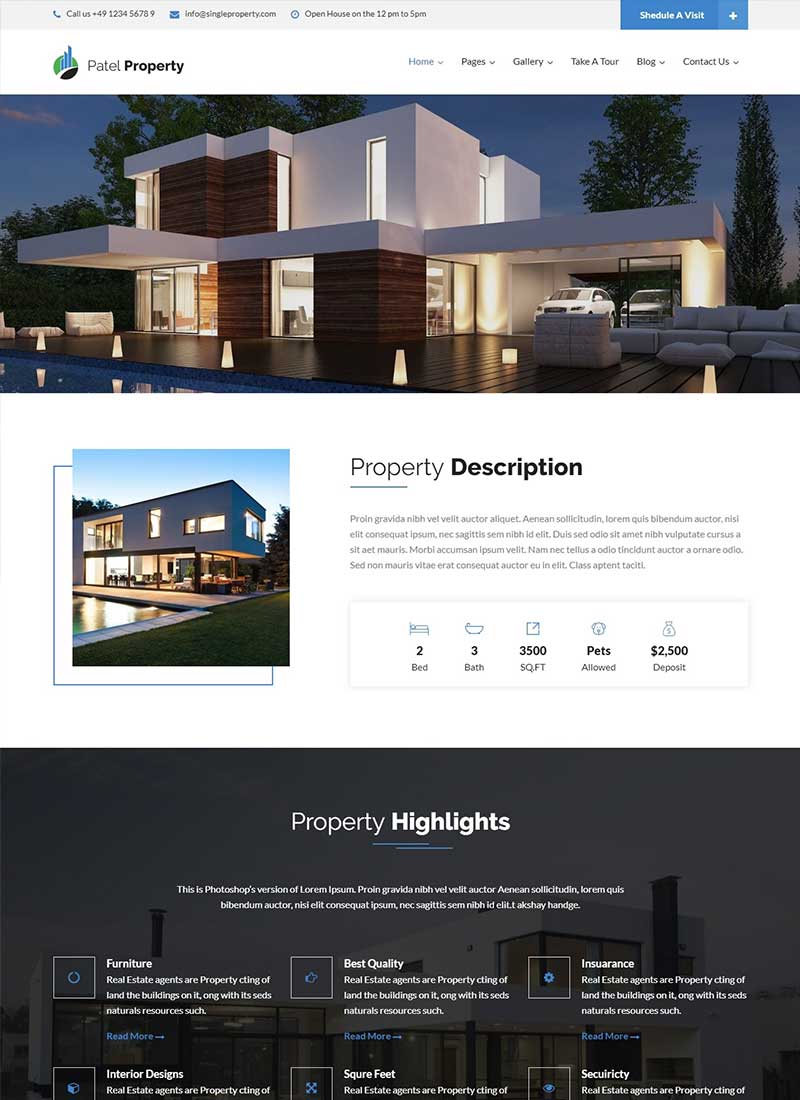 Call us +49 1234 5678 9 info@singleproperty.com Open House on the 12 pm to 5pm Shedule A Visit
Patel Property Home Pages Gallery Take A Tour Blog Contact Us
Property Description
Proin gravida nibh vel velit auctor aliquet. Aenean sollicitudin, lorem quis bibendum auctor, nisi
elit consequat ipsum, nec sagittis sem nibh id elit. Duis sed odio sit amet nibh vulputate cursus a
sit aet mauris. Morbi accumsan ipsum velit. Nam nec tellus a odio tincidunt auctor a ornare odio.
Sed non mauris vitae erat consequat auctor eu in elit. Class aptent taciti.
2 3 3500 Pets $2,500
Bed Bath SQ.FT Allowed Deposit
Property Highlights
This is Photoshop's version of Lorem Ipsum. Proin gravida nibh vel velit auctor Aenean sollicitudin, lorem quis
bibendum auctor, nisi elit consequat ipsum, nec sagittis sem nibh id elit.t akshay handge.
Furniture
Real Estate agents are Property cting of
land the buildings on it, ong with its seds
naturals resources such.
Read More
Best Quality
Real Estate agents are Property cting of
land the buildings on it, ong with its seds
naturals resources such.
Read More
Insuarance
Real Estate agents are Property cting of
land the buildings on it, ong with its seds
naturals resources such.
Read More
Interior Designs
Real Estate agents are Property cting of
Squre Feet
Real Estate agents are Property cting of
Secuiricty
Real Estate agents are Property cting of